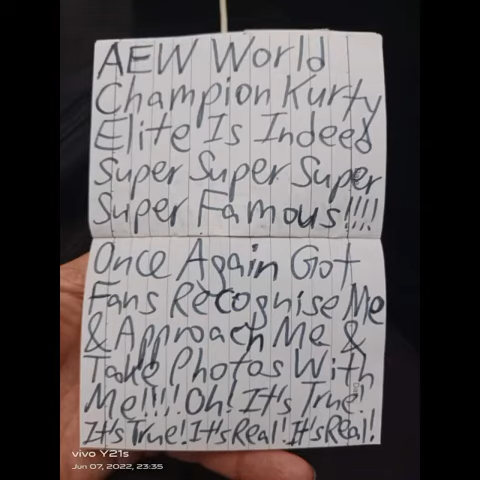 AEW World
Champion Kurty
Elite Is Indeed
Super Super Super
Super Famous!!!!
Once Again Got
Fans Recognise Me
& Approach Me &
Take Photos With
Me!!!! Oh! It's True!
It's True! It's Real! It's Real!
vivo Y21s
Jun 07, 2022, 23:35